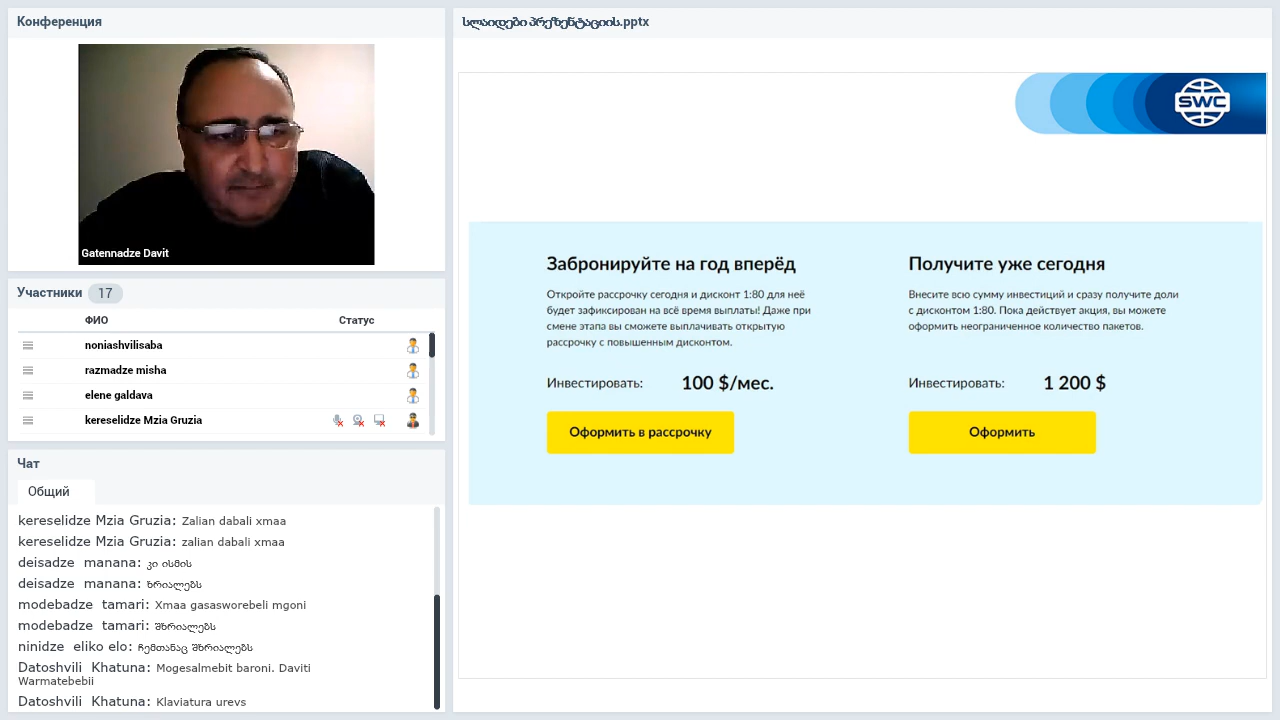 Конференция
Gatennadze Davit
Участники 17
ФИО Статус
noniashvilisaba
razmadze misha
elene galdava
kereselidze Mzia Gruzia
Чат
Общий
kereselidze Mzia Gruzia: Zalian dabali xmaa
kereselidze Mzia Gruzia: zalian dabali xmaa
deisadze manana: კი ისმის
deisadze manana: ხრიალებს
modebadze tamari: Xmaa gasasworebeli mgoni
modebadze tamari: შხრიალებს
ninidze eliko elo: ჩემთანაც შხრიალებს
Datoshvili Khatuna: Mogesalmebit baroni. Daviti
Warmatebebii
Datoshvili Khatuna: Klaviatura urevs
სლაიდები პრეზენტაციის.pptx
SWC
Забронируйте на год вперёд
Откройте рассрочку сегодня и дисконт 1:80 для неё
будет зафиксирован на всё время выплаты! Даже при
смене этапа вы сможете выплачивать открытую
рассрочку с повышенным дисконтом.
Инвестировать: 100 $/мес.
Оформить в рассрочку
Получите уже сегодня
Внесите всю сумму инвестиций и сразу получите доли
с дисконтом 1:80. Пока действует акция, вы можете
оформить неограниченное количество пакетов.
Инвестировать: 1 200 $
Оформить